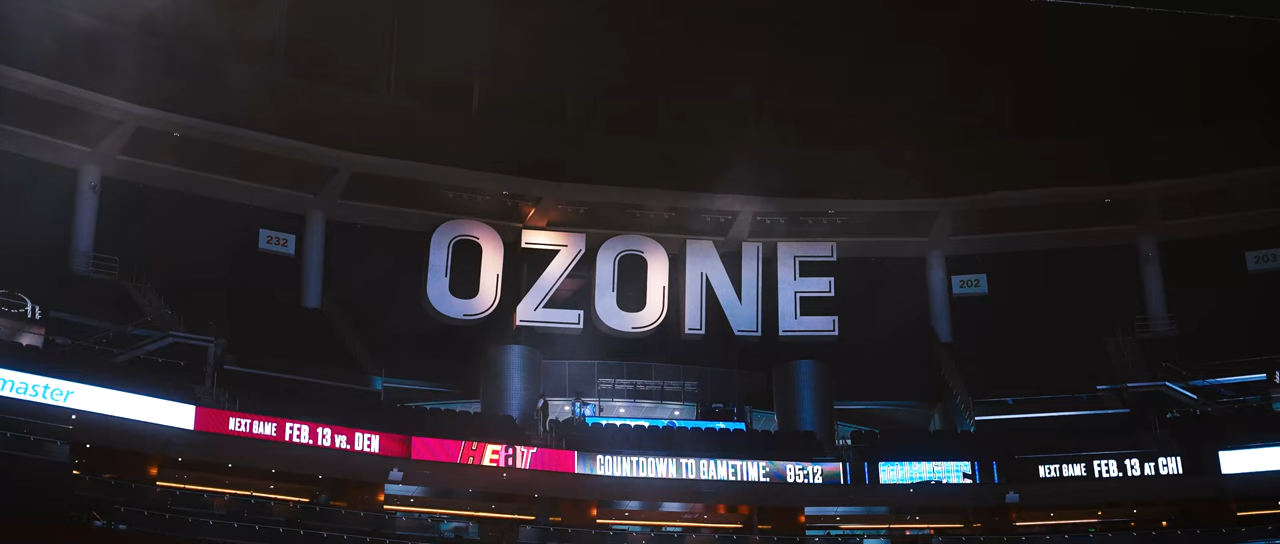 OZONE
232
202
203
master
NEXT GAME FEB. 13 vs. DEN
HEAT
COUNTDOWN TO GAMETIME: 95:12
NEXT GAME FEB. 13 AT CHI